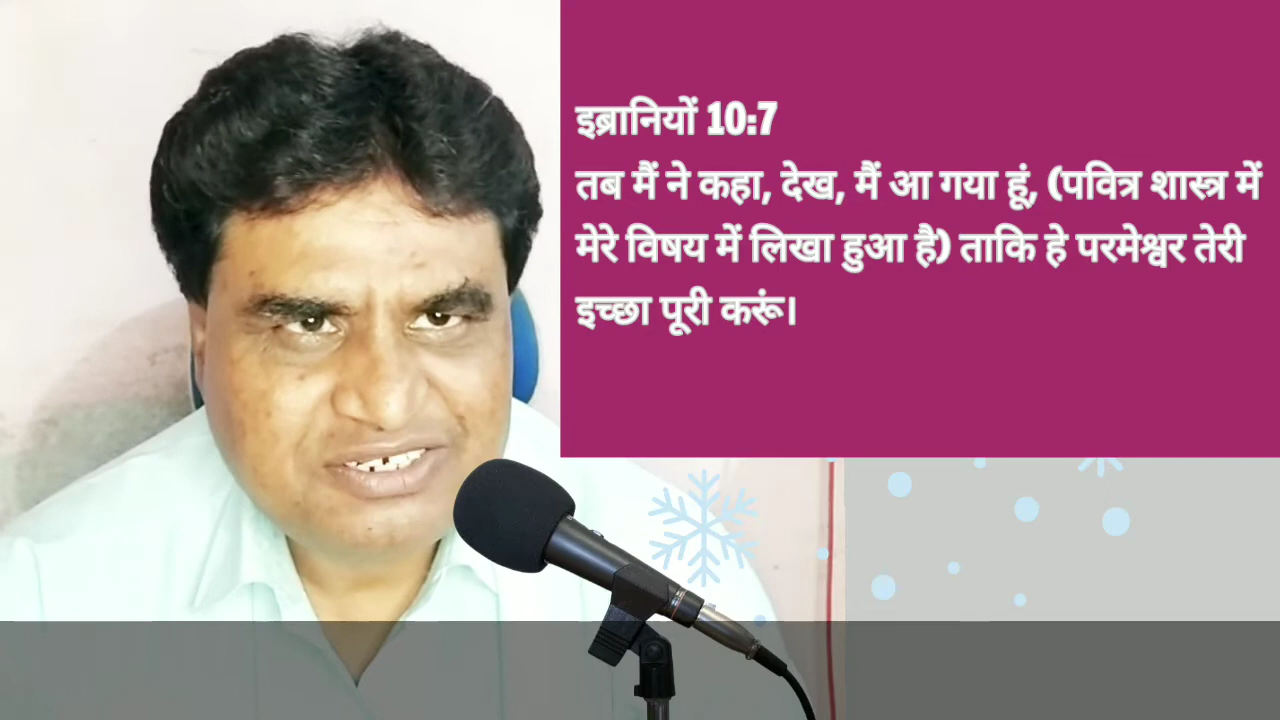 इब्रानियों 10:7
तब मैं ने कहा, देख, मैं आ गया हूं, (पवित्र शास्त्र में
मेरे विषय में लिखा हुआ है) ताकि हे परमेश्वर तेरी
इच्छा पूरी करूं।